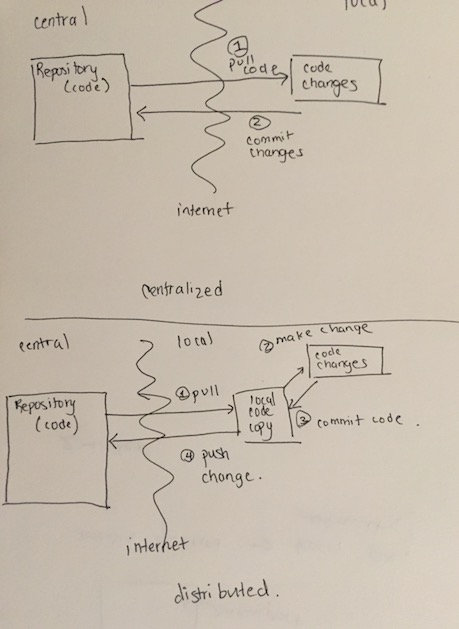 central
local
Repository
(code)
①
pull
code
code
changes
②
commit
changes
internet
centralized
central
local
② make change
code
changes
① pull
Repository
(code)
local
code
copy
③ commit code .
④ push
change.
internet
distributed.